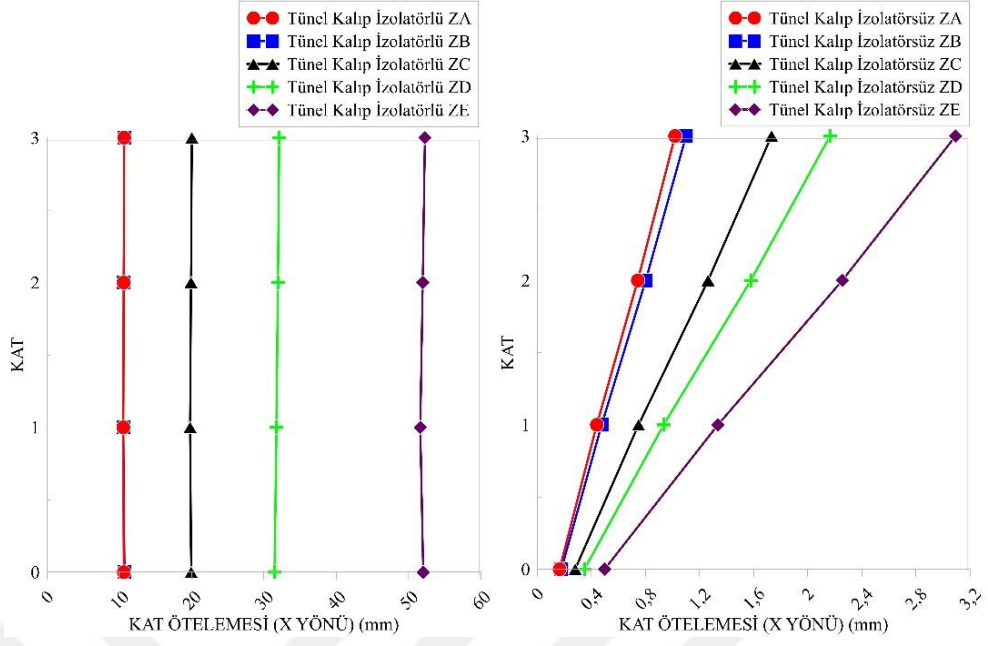 Tünel Kalıp İzolatörlü ZA
Tünel Kalıp İzolatörlü ZB
Tünel Kalıp İzolatörlü ZC
Tünel Kalıp İzolatörlü ZD
Tünel Kalıp İzolatörlü ZE
3
2
1
0
KAT
0
10
20
30
40
50
60
KAT ÖTELEMESİ (X YÖNÜ) (mm)
Tünel Kalıp İzolatörsüz ZA
Tünel Kalıp İzolatörsüz ZB
Tünel Kalıp İzolatörsüz ZC
Tünel Kalıp İzolatörsüz ZD
Tünel Kalıp İzolatörsüz ZE
3
2
1
0
KAT
0
0,4
0,8
1,2
1,6
2
2,4
2,8
3,2
KAT ÖTELEMESİ (X YÖNÜ) (mm)